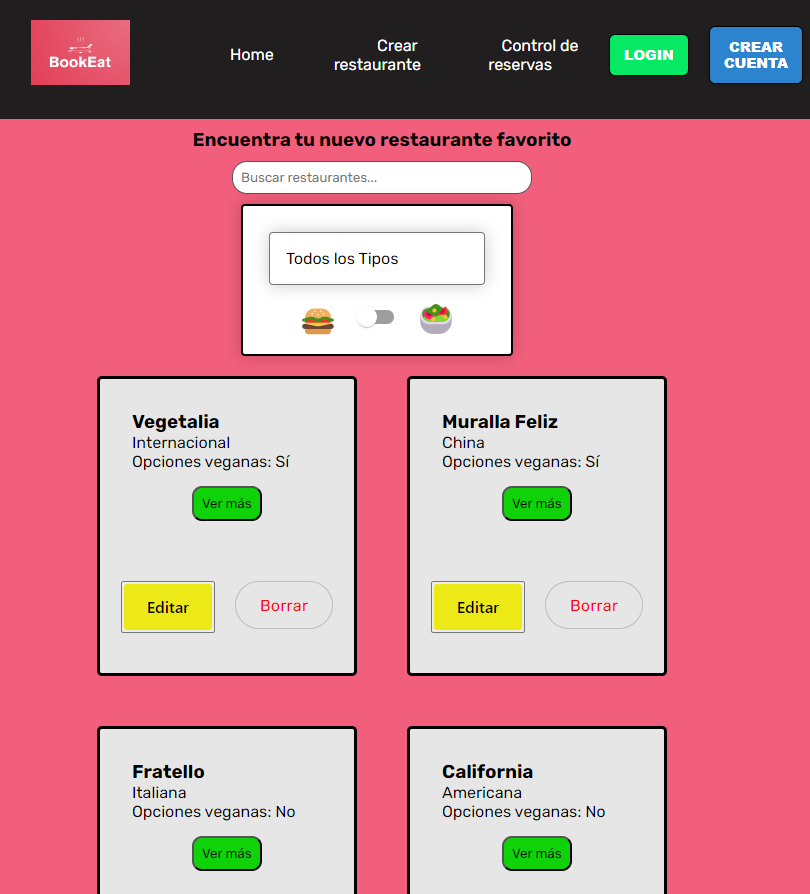 BookEat
Home
Crear
restaurante
Control de
reservas
LOGIN
CREAR
CUENTA
Encuentra tu nuevo restaurante favorito
Buscar restaurantes...
Todos los Tipos
Vegetalia
Internacional
Opciones veganas: Sí
Ver más
Editar
Borrar
Muralla Feliz
China
Opciones veganas: Sí
Ver más
Editar
Borrar
Fratello
Italiana
Opciones veganas: No
Ver más
California
Americana
Opciones veganas: No
Ver más